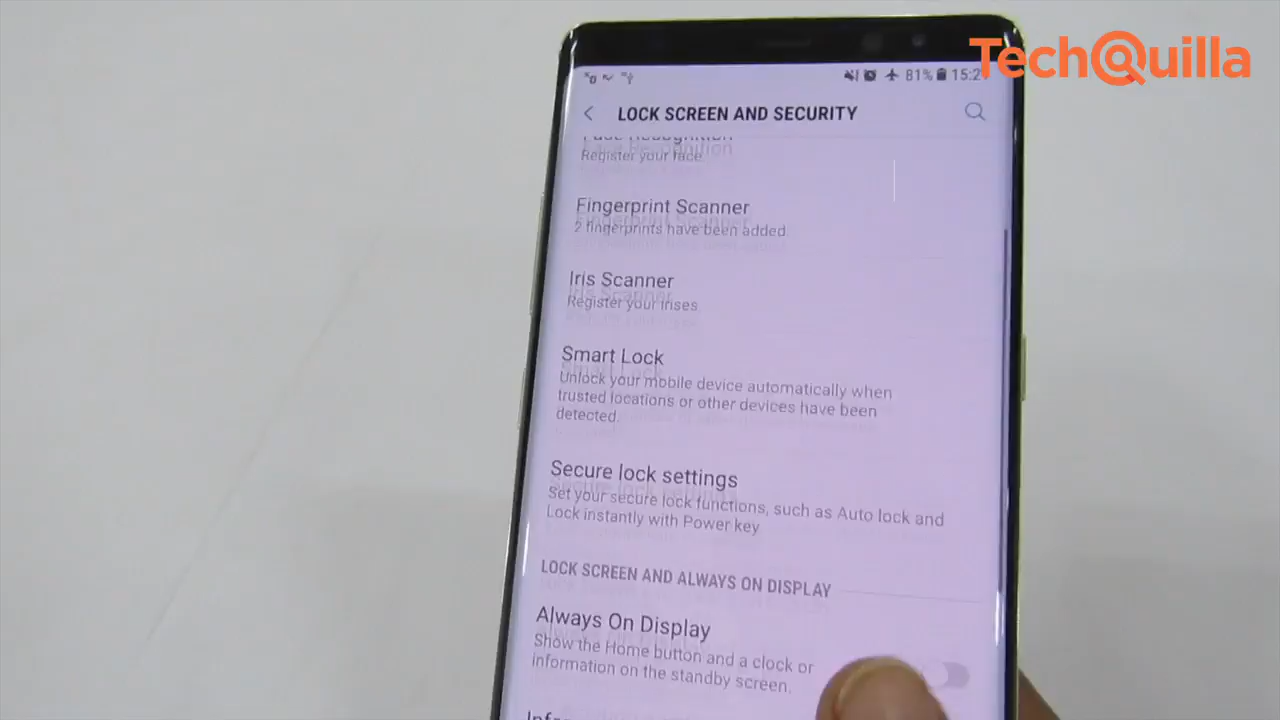 TechQuilla
81% 15:2
LOCK SCREEN AND SECURITY
Face Recognition
Register your face
Fingerprint Scanner
2 fingerprints have been added
Iris Scanner
Register your irises
Smart Lock
Unlock your mobile device automatically when
trusted locations or other devices have been
detected.
Secure lock settings
Set your secure lock functions, such as Auto lock and
Lock instantly with Power key
LOCK SCREEN AND ALWAYS ON DISPLAY
Always On Display
Show the Home button and a clock or
information on the standby screen.